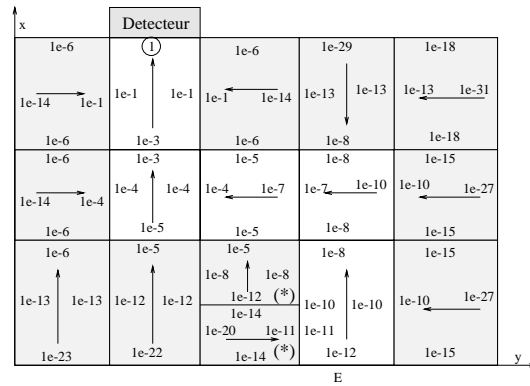 x
Detecteur
1e-6 1 1e-6 1e-29 1e-18
1e-14 1e-1 1e-1 1e-1 1e-1 1e-14 1e-13 1e-13 1e-13 1e-31
1e-6 1e-3 1e-6 1e-8 1e-18
1e-6 1e-3 1e-5 1e-8 1e-15
1e-14 1e-4 1e-4 1e-4 1e-4 1e-7 1e-7 1e-10 1e-10 1e-27
1e-6 1e-5 1e-5 1e-8 1e-15
1e-6 1e-5 1e-5 1e-8 1e-15
1e-13 1e-13 1e-12 1e-12 1e-8 1e-8 1e-10 1e-10 1e-10 1e-27
1e-12 (*)
1e-14
1e-20 1e-11 1e-11
1e-23 1e-22 1e-14 (*) 1e-12 1e-15
y
E